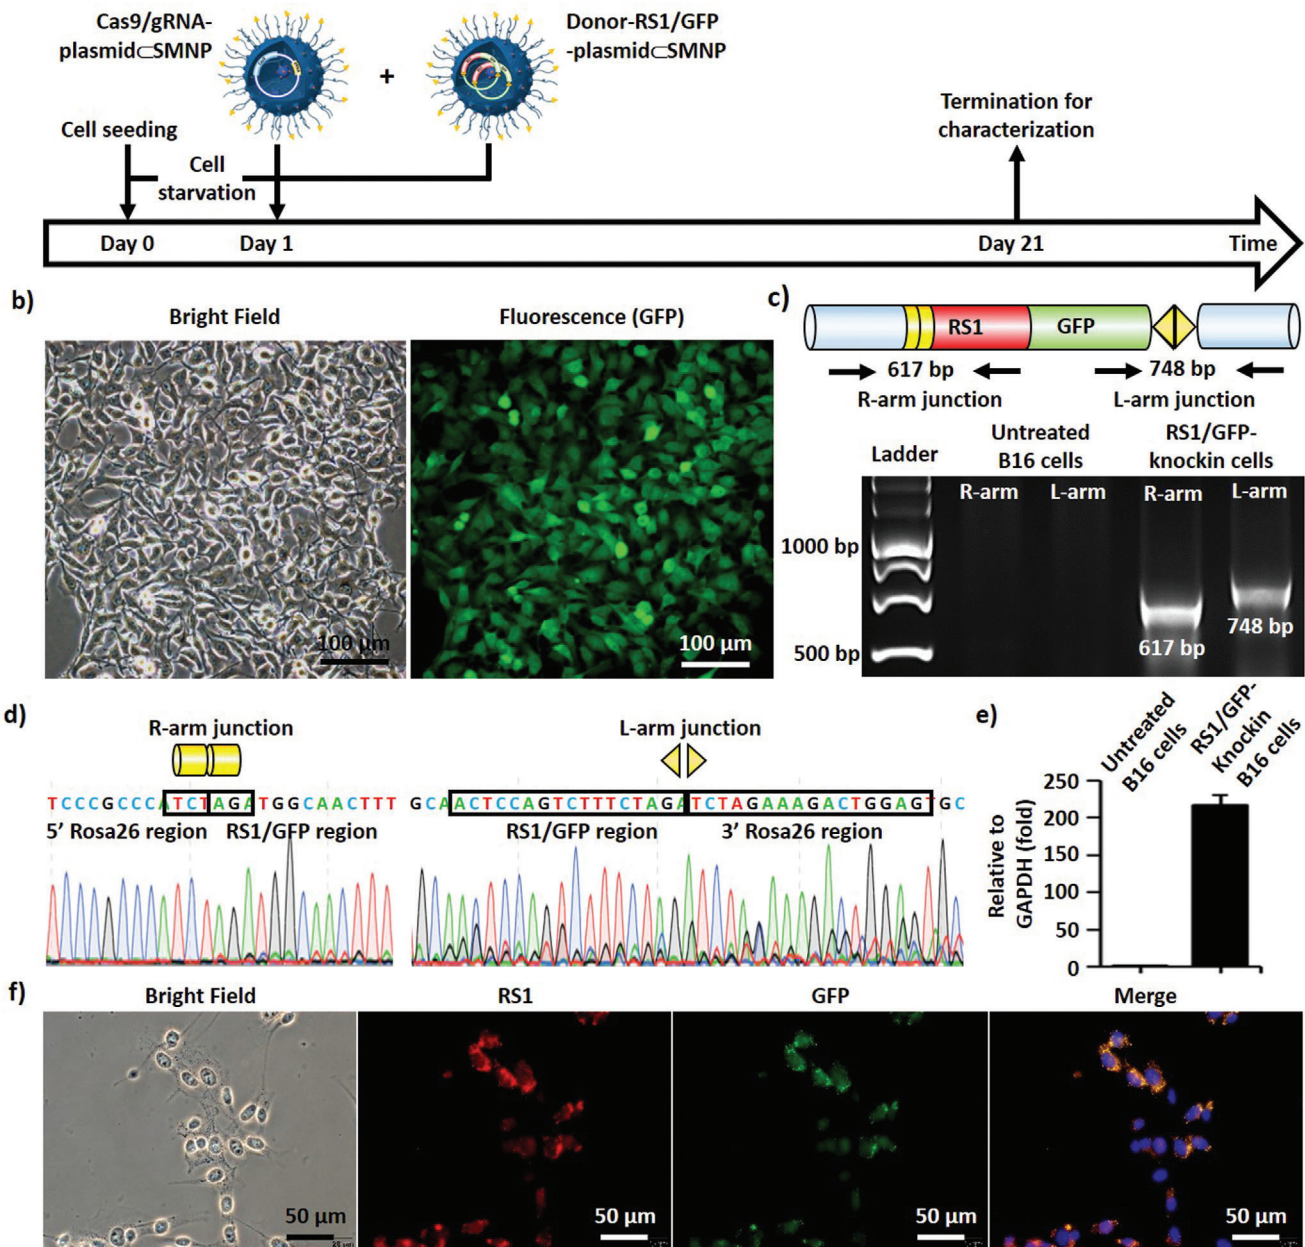 Cas9/gRNA-
plasmid⊂SMNP
+
Donor-RS1/GFP
-plasmid⊂SMNP
Cell seeding
Cell
starvation
Termination for
characterization
Day 0
Day 1
Day 21
Time
b)
Bright Field
Fluorescence (GFP)
100 µm
100 µm
c)
RS1
GFP
617 bp
748 bp
R-arm junction
L-arm junction
Ladder
Untreated
B16 cells
RS1/GFP-
knockin cells
R-arm
L-arm
R-arm
L-arm
1000 bp
500 bp
617 bp
748 bp
d)
R-arm junction
L-arm junction
TCCCGCCCATCTAGATGGCAACTTT
GCAACTCCAGTCTTTCTAGATCTAGAAAGACTGGAGTGC
5’ Rosa26 region
RS1/GFP region
RS1/GFP region
3’ Rosa26 region
e)
Untreated
B16 cells
RS1/GFP-
Knockin
B16 cells
Relative to
GAPDH (fold)
250
200
150
100
50
0
f)
Bright Field
RS1
GFP
Merge
50 µm
50 µm
50 µm
50 µm